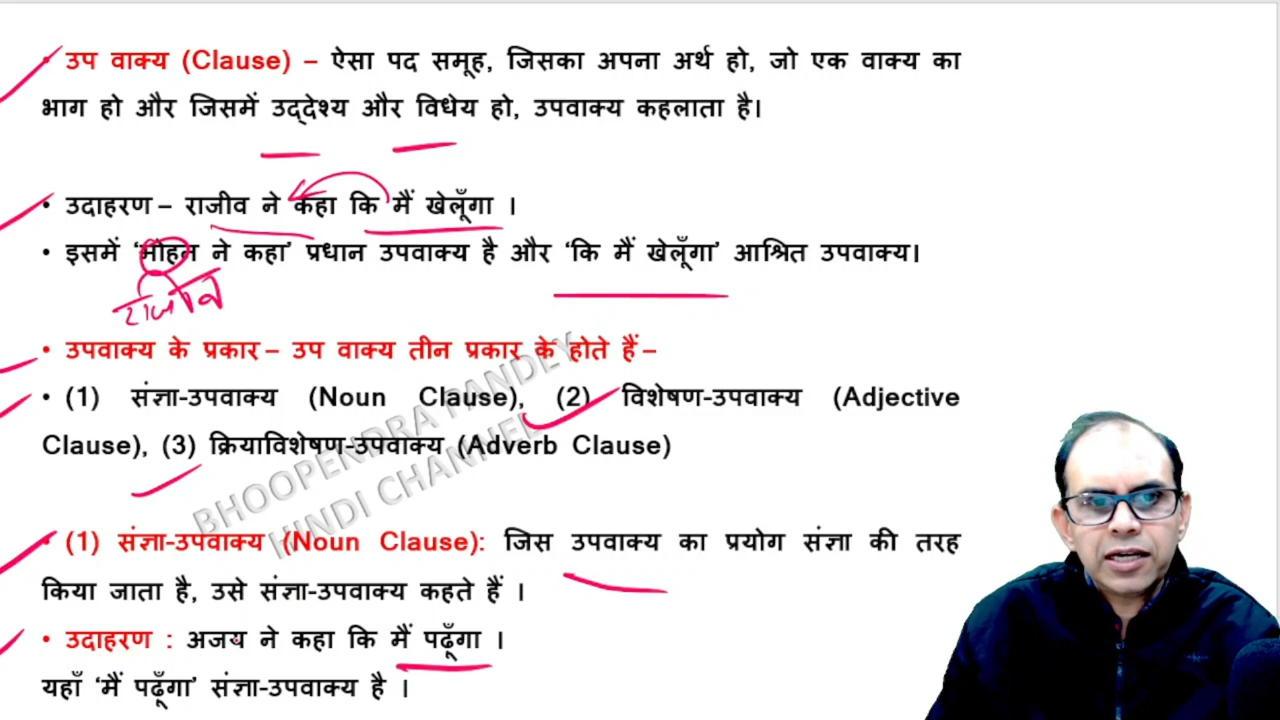 • उप वाक्य (Clause) – ऐसा पद समूह, जिसका अपना अर्थ हो, जो एक वाक्य का
भाग हो और जिसमें उद्देश्य और विधेय हो, उपवाक्य कहलाता है।
• उदाहरण – राजीव ने कहा कि मैं खेलूँगा ।
• इसमें ‘मोहन ने कहा’ प्रधान उपवाक्य है और ‘कि मैं खेलूँगा’ आश्रित उपवाक्य।
राजीव
• उपवाक्य के प्रकार – उप वाक्य तीन प्रकार के होते हैं –
• (1) संज्ञा-उपवाक्य (Noun Clause), (2) विशेषण-उपवाक्य (Adjective
Clause), (3) क्रियाविशेषण-उपवाक्य (Adverb Clause)
BHOOPENDRA PANDEY
HINDI CHANNEL
• (1) संज्ञा-उपवाक्य (Noun Clause): जिस उपवाक्य का प्रयोग संज्ञा की तरह
किया जाता है, उसे संज्ञा-उपवाक्य कहते हैं ।
• उदाहरण : अजय ने कहा कि मैं पढ़ूँगा ।
यहाँ ‘मैं पढ़ूँगा’ संज्ञा-उपवाक्य है ।